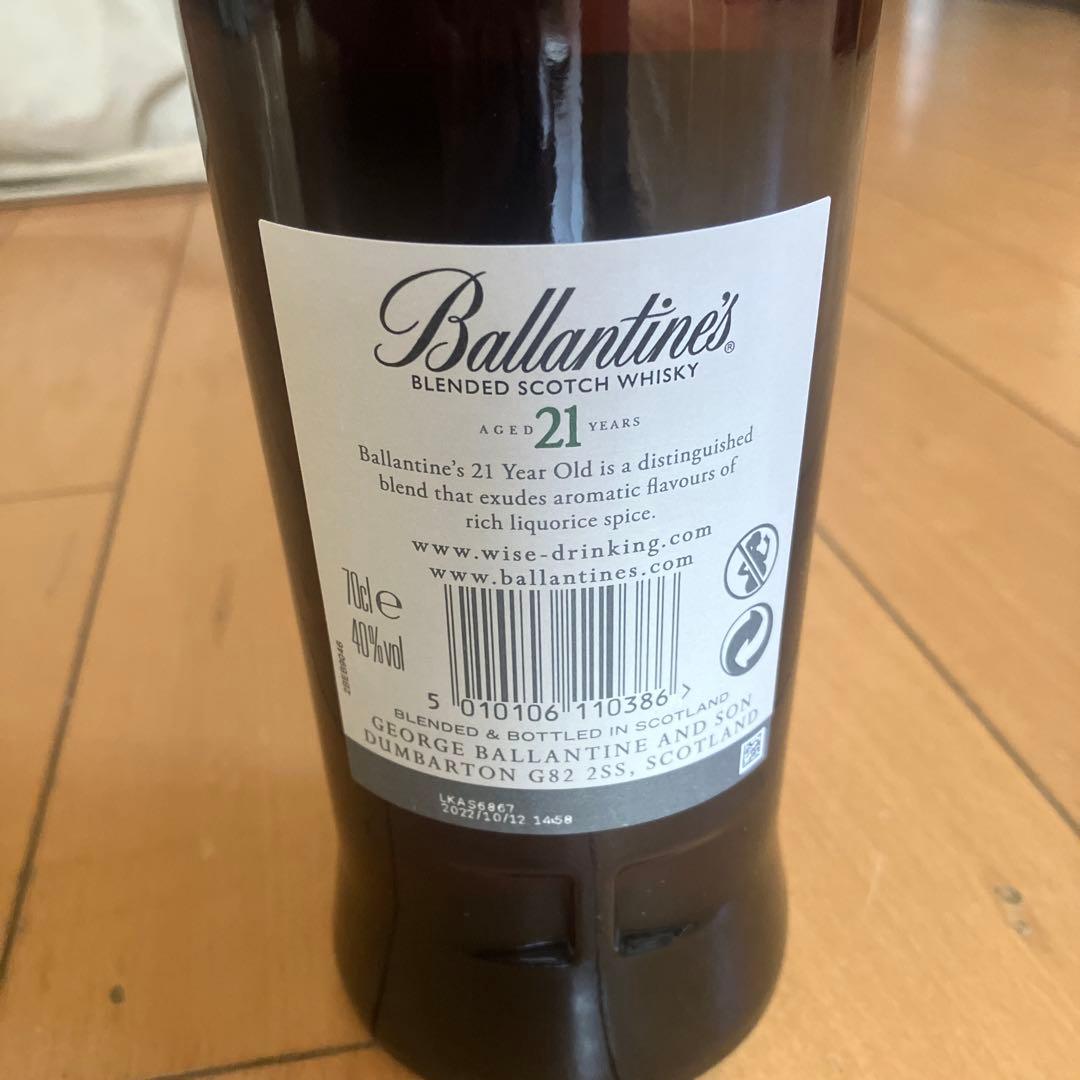 Ballantine's®
BLENDED SCOTCH WHISKY
AGED 21 YEARS
Ballantine's 21 Year Old is a distinguished
blend that exudes aromatic flavours of
rich liquorice spice.
www.wise-drinking.com
www.ballantines.com
70cl e
40%vol
5 010106 110386 >
BLENDED & BOTTLED IN SCOTLAND
GEORGE BALLANTINE AND SON
DUMBARTON G82 2SS, SCOTLAND
LKAS6867
2022/10/12 14:58